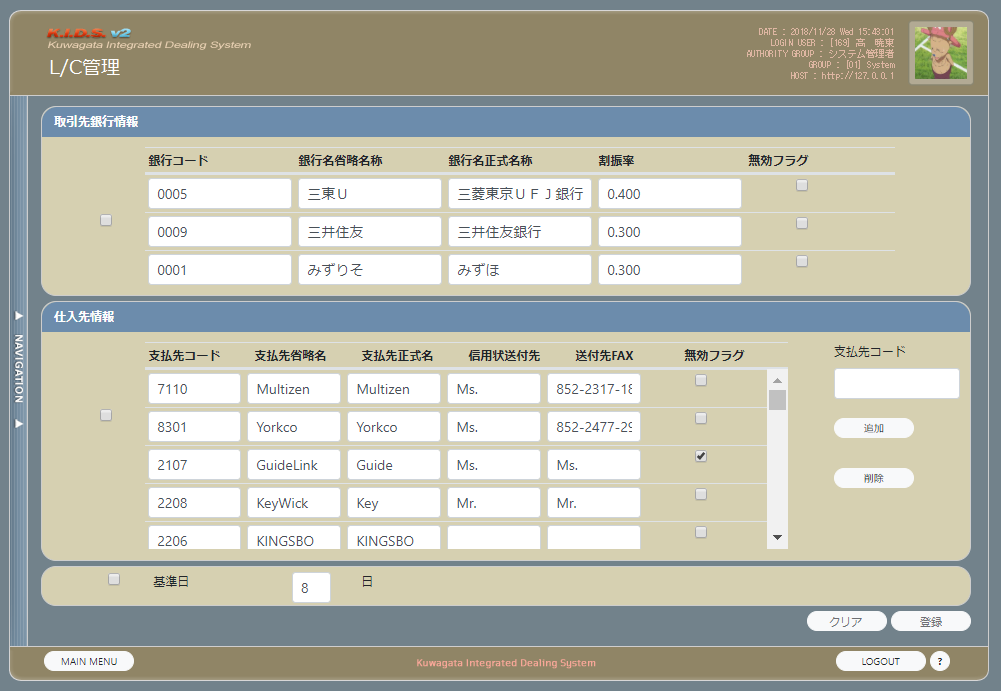 K.I.D.S. v2
Kuwagata Integrated Dealing System
L/C管理
DATE : 2018/11/28 Wed 15:43:01
LOGIN USER : [169] 高　暁東
AUTHORITY GROUP : システム管理者
GROUP : [01] System
HOST : http://127.0.0.1
取引先銀行情報
銀行コード 銀行名省略名称 銀行名正式名称 割振率 無効フラグ
0005 三東Ｕ 三菱東京ＵＦＪ銀行 0.400
0009 三井住友 三井住友銀行 0.300
0001 みずりそ みずほ 0.300
仕入先情報
支払先コード 支払先省略名 支払先正式名 信用状送付先 送付先FAX 無効フラグ
7110 Multizen Multizen Ms. 852-2317-18
8301 Yorkco Yorkco Ms. 852-2477-29
2107 GuideLink Guide Ms. Ms.
2208 KeyWick Key Mr. Mr.
2206 KINGSBO KINGSBO
支払先コード
追加
削除
NAVIGATION
基準日 8 日
クリア 登録
MAIN MENU Kuwagata Integrated Dealing System LOGOUT ?